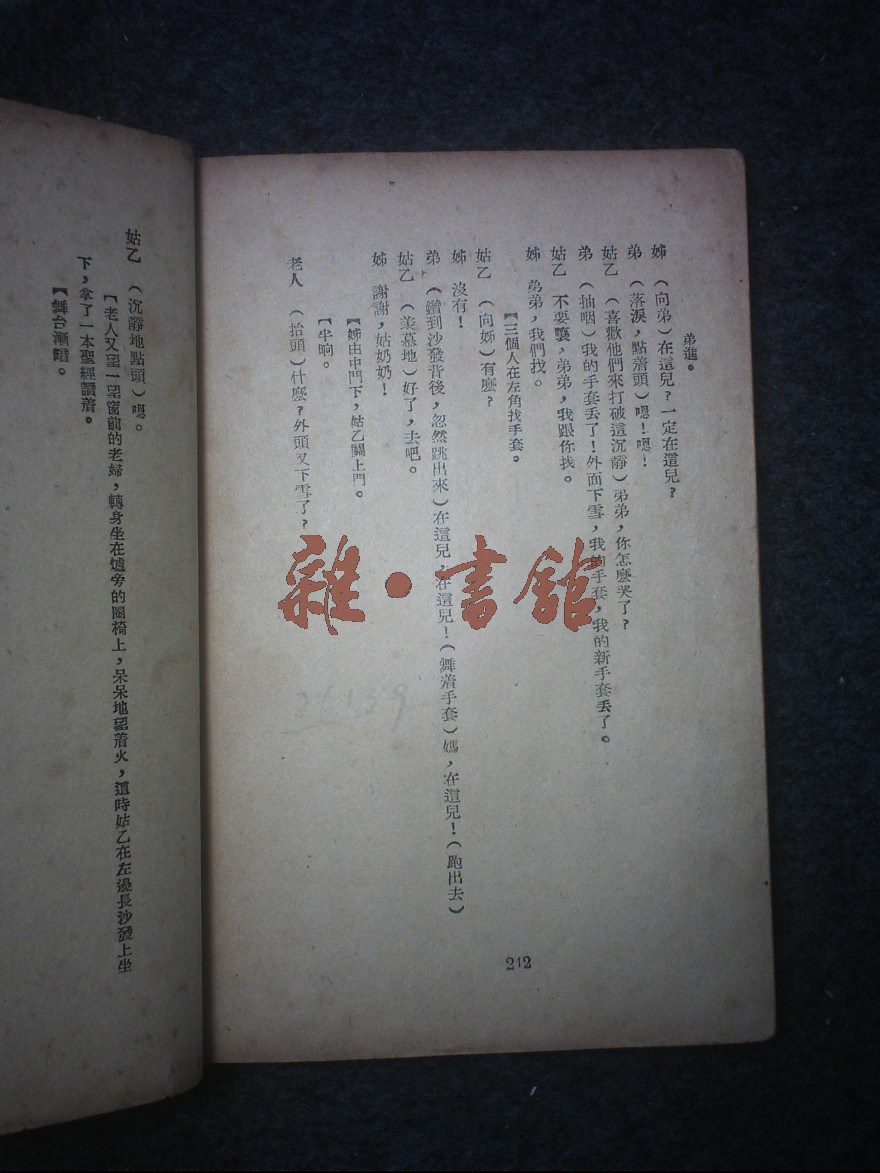 弟進。
姊 （向弟）在這兒？一定在這兒？
弟 （落淚，點着頭）嗯！嗯！
姑乙 （喜歡他們來打破這沉靜）弟弟，你怎麼哭了？
弟 （抽咽）我的手套丟了！外面下雪，我的手套，我的新手套丟了。
姑乙 不要嚷，弟弟，我跟你找。
姊 弟弟，我們找。
【三個人在左角找手套。
姑乙 （向姊）有麼？
姊 沒有！
弟 （鑽到沙發背後，忽然跳出來）在這兒，在這兒！（舞着手套）媽，在這兒！（跑出去）
姑乙 （羨慕地）好了，去吧。
姊 謝謝，姑奶奶！
【姊由中門下，姑乙關上門。
【半晌。
老人 （抬頭）什麼？外頭又下雪了？
姑乙 （沉靜地點頭）嗯。
【老人又望一望窗前的老婦，轉身坐在爐旁的圈椅上，呆呆地望着火，這時姑乙在左邊長沙發上坐
下，拿了一本聖經讀着。
【舞台漸暗。
212
雜·書館